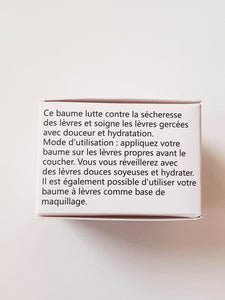 Ce baume lutte contre la sécheresse
des lèvres et soigne les lèvres gercées
avec douceur et hydratation.
Mode d'utilisation : appliquez votre
baume sur les lèvres propres avant le
coucher. Vous vous réveillerez avec
des lèvres douces soyeuses et hydrater.
Il est également possible d'utiliser votre
baume à lèvres comme base de
maquillage.